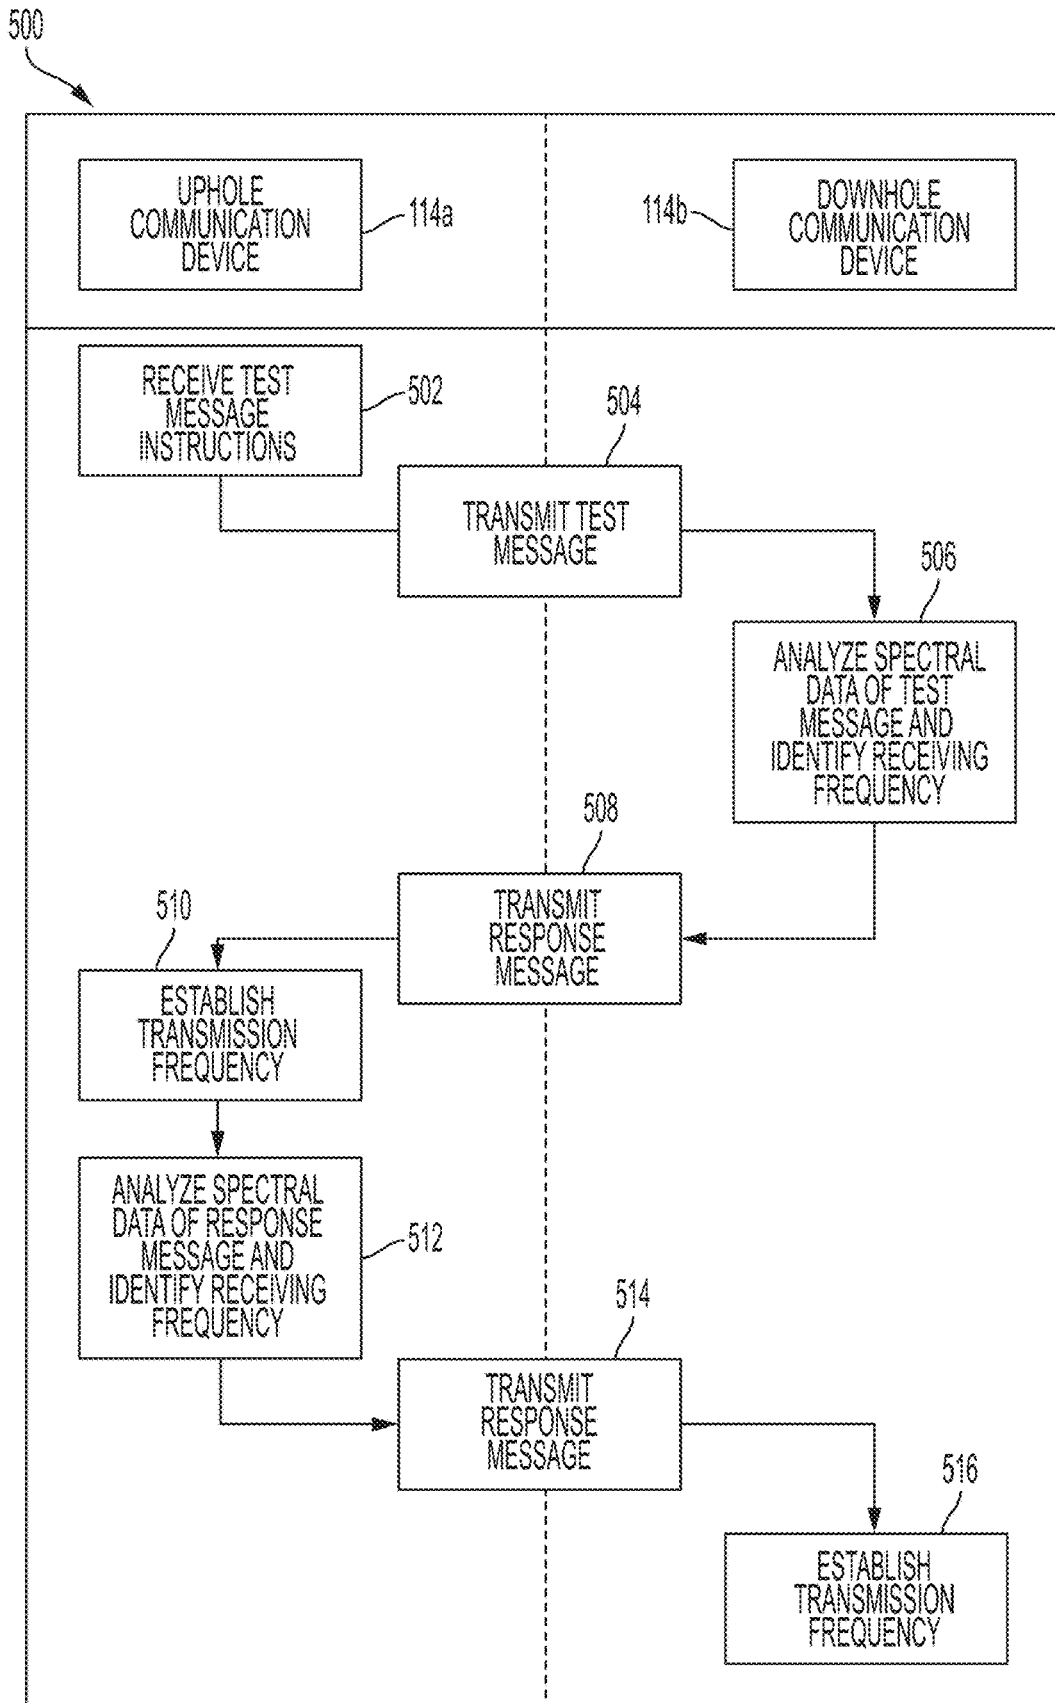 500
UPHOLE
COMMUNICATION
DEVICE
114a
114b
DOWNHOLE
COMMUNICATION
DEVICE
RECEIVE TEST
MESSAGE
INSTRUCTIONS
502
504
TRANSMIT TEST
MESSAGE
506
ANALYZE SPECTRAL
DATA OF TEST
MESSAGE AND
IDENTIFY RECEIVING
FREQUENCY
508
TRANSMIT
RESPONSE
MESSAGE
510
ESTABLISH
TRANSMISSION
FREQUENCY
ANALYZE SPECTRAL
DATA OF RESPONSE
MESSAGE AND
IDENTIFY RECEIVING
FREQUENCY
512
514
TRANSMIT
RESPONSE
MESSAGE
516
ESTABLISH
TRANSMISSION
FREQUENCY